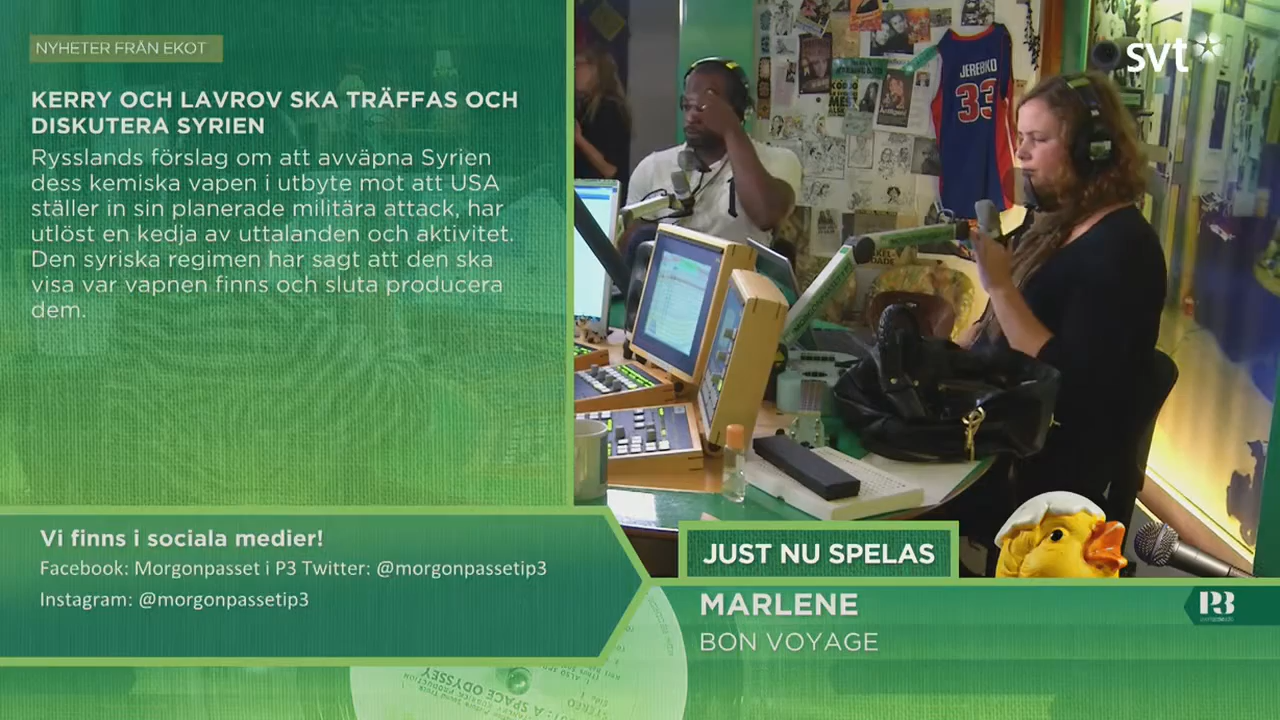 NYHETER FRÅN EKOT
KERRY OCH LAVROV SKA TRÄFFAS OCH
DISKUTERA SYRIEN
Rysslands förslag om att avväpna Syrien
dess kemiska vapen i utbyte mot att USA
ställer in sin planerade militära attack, har
utlöst en kedja av uttalanden och aktivitet.
Den syriska regimen har sagt att den ska
visa var vapnen finns och sluta producera
dem.
svt
JEREBKO
33
Vi finns i sociala medier!
Facebook: Morgonpasset i P3 Twitter: @morgonpassetip3
Instagram: @morgonpassetip3
JUST NU SPELAS
MARLENE
BON VOYAGE
P3
A SPACE ODYSSEY
STEREO